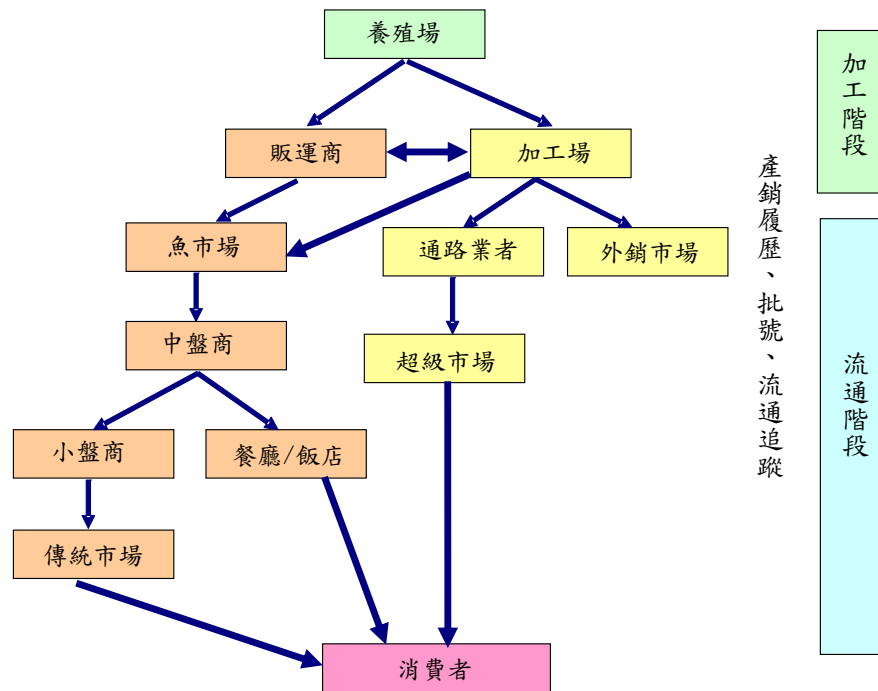 養殖場
販運商
加工場
魚市場
通路業者
外銷市場
中盤商
超級市場
小盤商
餐廳/飯店
傳統市場
消費者
產銷履歷、批號、流通追蹤
加工階段
流通階段